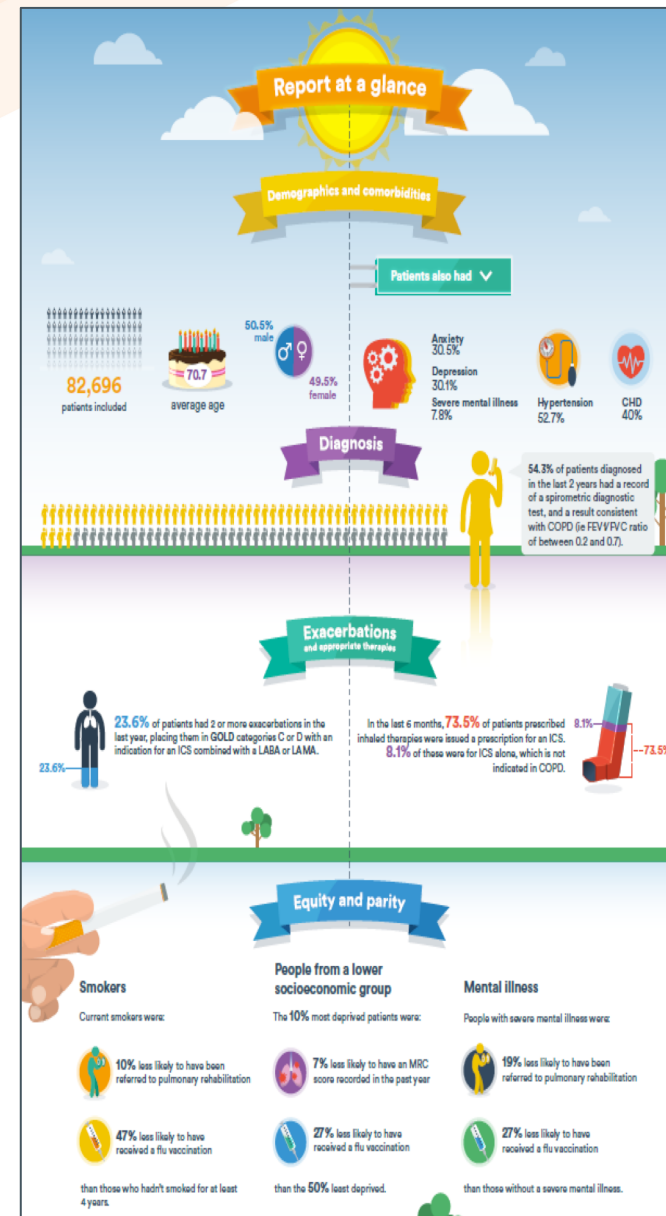 Report at a glance
Demographics and comorbidities
Patients also had
82,696
patients included
70.7
average age
50.5%
male
49.5%
female
Anxiety
30.5%
Depression
30.1%
Severe mental illness
7.8%
Hypertension
52.7%
CHD
40%
Diagnosis
54.3% of patients diagnosed
in the last 2 years had a record
of a spirometric diagnostic
test, and a result consistent
with COPD (ie FEV1/FVC ratio
of between 0.2 and 0.7).
Exacerbations
and appropriate therapies
23.6% of patients had 2 or more exacerbations in the
last year, placing them in GOLD categories C or D with an
indication for an ICS combined with a LABA or LAMA.
23.6%
In the last 6 months, 73.5% of patients prescribed
inhaled therapies were issued a prescription for an ICS.
8.1% of these were for ICS alone, which is not
indicated in COPD.
8.1%
73.5%
Equity and parity
Smokers
Current smokers were:
10% less likely to have been
referred to pulmonary rehabilitation
47% less likely to have
received a flu vaccination
than those who hadn't smoked for at least
4 years.
People from a lower
socioeconomic group
The 10% most deprived patients were:
7% less likely to have an MRC
score recorded in the past year
27% less likely to have
received a flu vaccination
than the 50% least deprived.
Mental illness
People with severe mental illness were:
19% less likely to have been
referred to pulmonary rehabilitation
27% less likely to have
received a flu vaccination
than those without a severe mental illness.